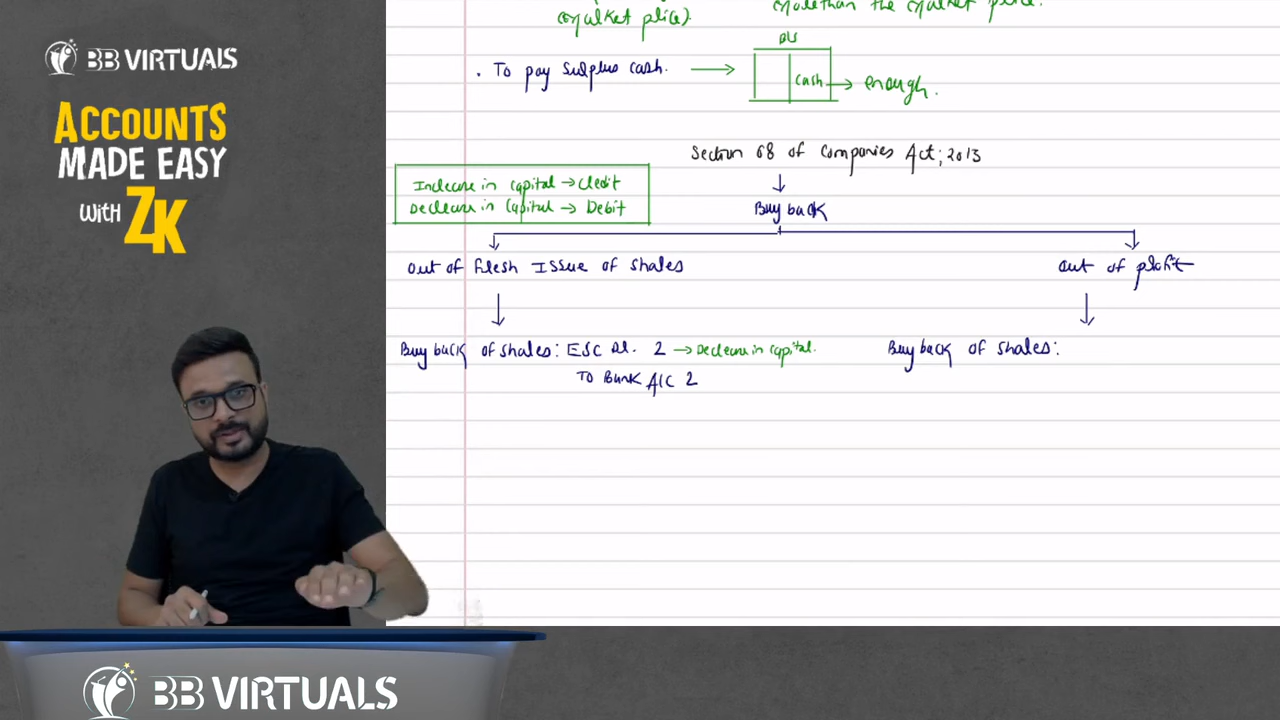 BB VIRTUALS
ACCOUNTS
MADE EASY
WITH ZK
market price).
more than the market price.
. To pay surplus cash. →
B/S
cash → enough.
Section 68 of Companies Act; 2013
Increase in capital → Credit
Decrease in Capital → Debit
Buy back
Out of fresh Issue of shares
Out of profit
Buy back of shares: ESC Dr. 2 → Decrease in capital.
To Bank A/C 2
Buy back of shares:
BB VIRTUALS